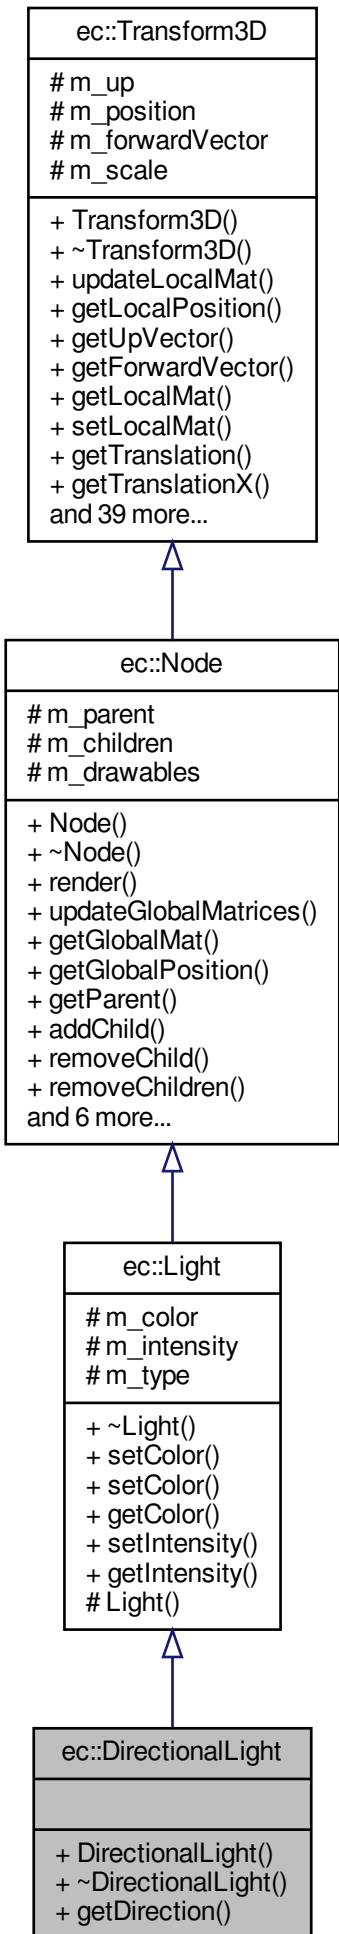 ec::Transform3D
# m_up
# m_position
# m_forwardVector
# m_scale
+ Transform3D()
+ ~Transform3D()
+ updateLocalMat()
+ getLocalPosition()
+ getUpVector()
+ getForwardVector()
+ getLocalMat()
+ setLocalMat()
+ getTranslation()
+ getTranslationX()
and 39 more...
ec::Node
# m_parent
# m_children
# m_drawables
+ Node()
+ ~Node()
+ render()
+ updateGlobalMatrices()
+ getGlobalMat()
+ getGlobalPosition()
+ getParent()
+ addChild()
+ removeChild()
+ removeChildren()
and 6 more...
ec::Light
# m_color
# m_intensity
# m_type
+ ~Light()
+ setColor()
+ setColor()
+ getColor()
+ setIntensity()
+ getIntensity()
# Light()
ec::DirectionalLight
+ DirectionalLight()
+ ~DirectionalLight()
+ getDirection()